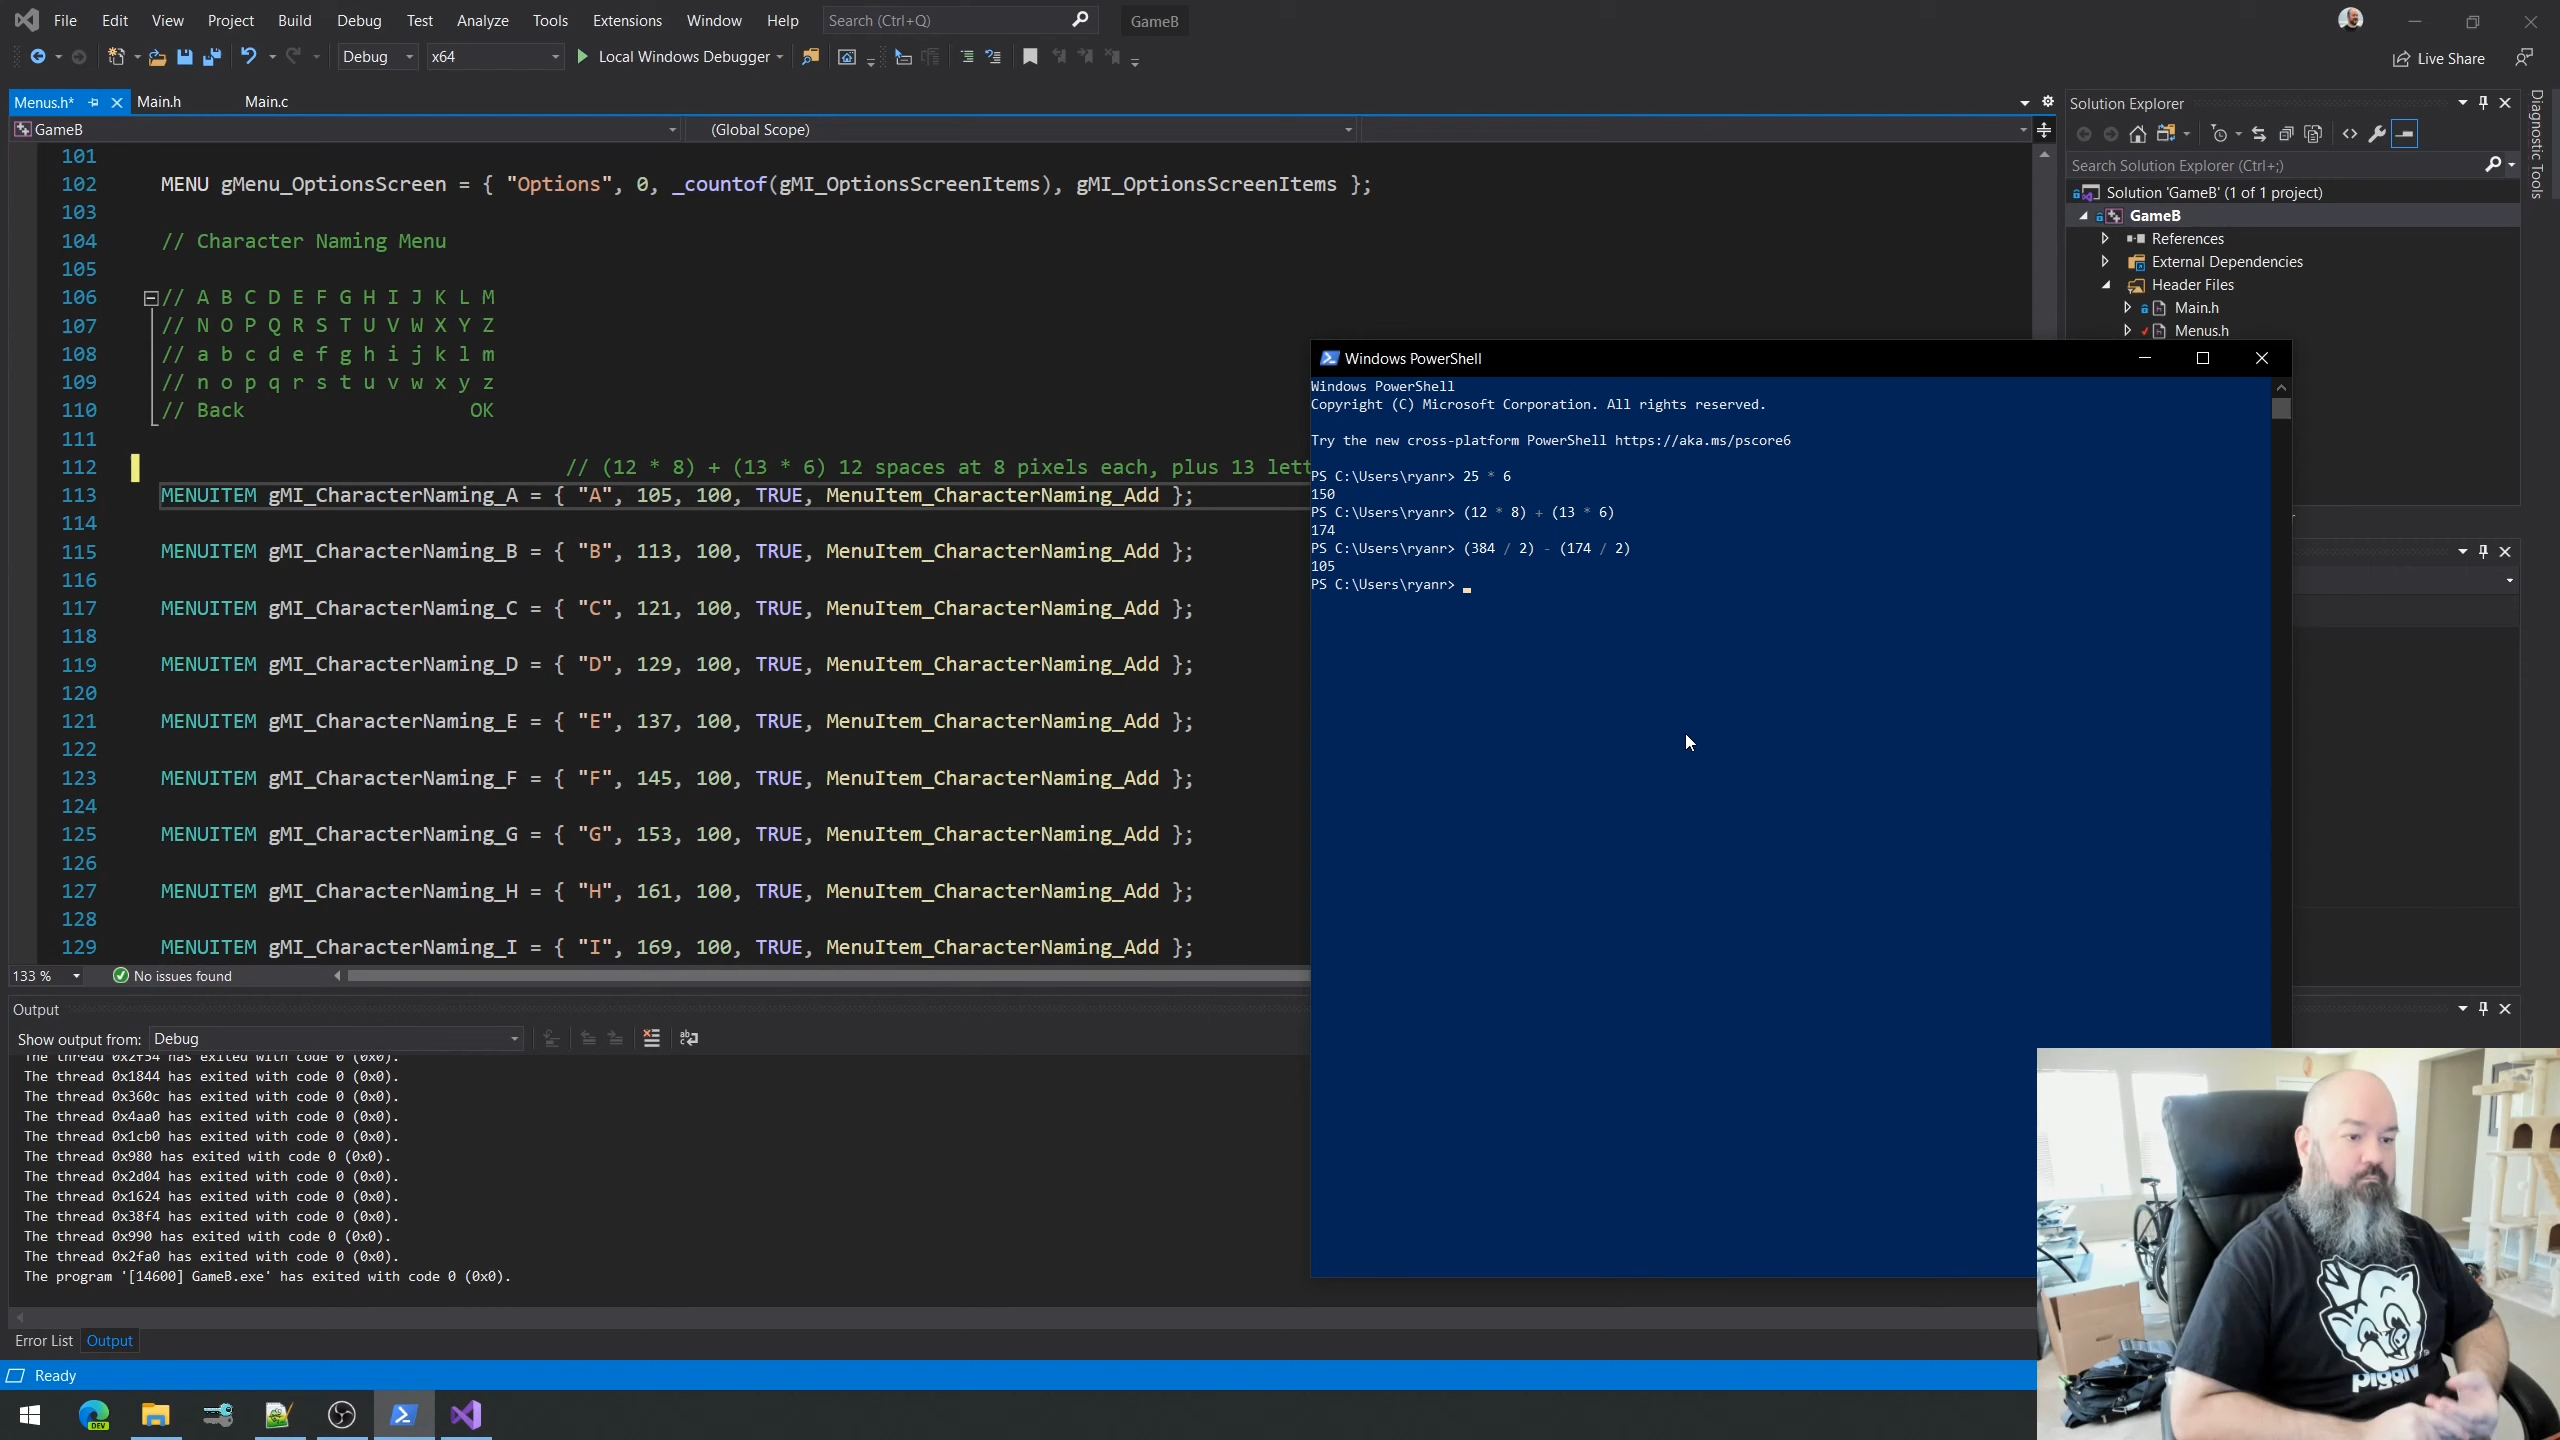 File Edit View Project Build Debug Test Analyze Tools Extensions Window Help Search (Ctrl+Q) GameB
Debug x64 Local Windows Debugger Live Share
Menus.h* Main.h Main.c
GameB (Global Scope)
101
102 MENU gMenu_OptionsScreen = { "Options", 0, _countof(gMI_OptionsScreenItems), gMI_OptionsScreenItems };
103
104 // Character Naming Menu
105
106 // A B C D E F G H I J K L M
107 // N O P Q R S T U V W X Y Z
108 // a b c d e f g h i j k l m
109 // n o p q r s t u v w x y z
110 // Back OK
111
112 // (12 * 8) + (13 * 6) 12 spaces at 8 pixels each, plus 13 lett
113 MENUITEM gMI_CharacterNaming_A = { "A", 105, 100, TRUE, MenuItem_CharacterNaming_Add };
114
115 MENUITEM gMI_CharacterNaming_B = { "B", 113, 100, TRUE, MenuItem_CharacterNaming_Add };
116
117 MENUITEM gMI_CharacterNaming_C = { "C", 121, 100, TRUE, MenuItem_CharacterNaming_Add };
118
119 MENUITEM gMI_CharacterNaming_D = { "D", 129, 100, TRUE, MenuItem_CharacterNaming_Add };
120
121 MENUITEM gMI_CharacterNaming_E = { "E", 137, 100, TRUE, MenuItem_CharacterNaming_Add };
122
123 MENUITEM gMI_CharacterNaming_F = { "F", 145, 100, TRUE, MenuItem_CharacterNaming_Add };
124
125 MENUITEM gMI_CharacterNaming_G = { "G", 153, 100, TRUE, MenuItem_CharacterNaming_Add };
126
127 MENUITEM gMI_CharacterNaming_H = { "H", 161, 100, TRUE, MenuItem_CharacterNaming_Add };
128
129 MENUITEM gMI_CharacterNaming_I = { "I", 169, 100, TRUE, MenuItem_CharacterNaming_Add };
133 % No issues found
Output
Show output from: Debug
The thread 0x2f54 has exited with code 0 (0x0).
The thread 0x1844 has exited with code 0 (0x0).
The thread 0x360c has exited with code 0 (0x0).
The thread 0x4aa0 has exited with code 0 (0x0).
The thread 0x1cb0 has exited with code 0 (0x0).
The thread 0x980 has exited with code 0 (0x0).
The thread 0x2d04 has exited with code 0 (0x0).
The thread 0x1624 has exited with code 0 (0x0).
The thread 0x38f4 has exited with code 0 (0x0).
The thread 0x990 has exited with code 0 (0x0).
The thread 0x2fa0 has exited with code 0 (0x0).
The program '[14600] GameB.exe' has exited with code 0 (0x0).
Error List Output
Ready
DEV
Windows PowerShell
Windows PowerShell
Copyright (C) Microsoft Corporation. All rights reserved.
Try the new cross-platform PowerShell https://aka.ms/pscore6
PS C:\Users\ryanr> 25 * 6
150
PS C:\Users\ryanr> (12 * 8) + (13 * 6)
174
PS C:\Users\ryanr> (384 / 2) - (174 / 2)
105
PS C:\Users\ryanr>
Solution Explorer
Search Solution Explorer (Ctrl+;)
Solution 'GameB' (1 of 1 project)
GameB
References
External Dependencies
Header Files
Main.h
Menus.h
Diagnostic Tools
piggly